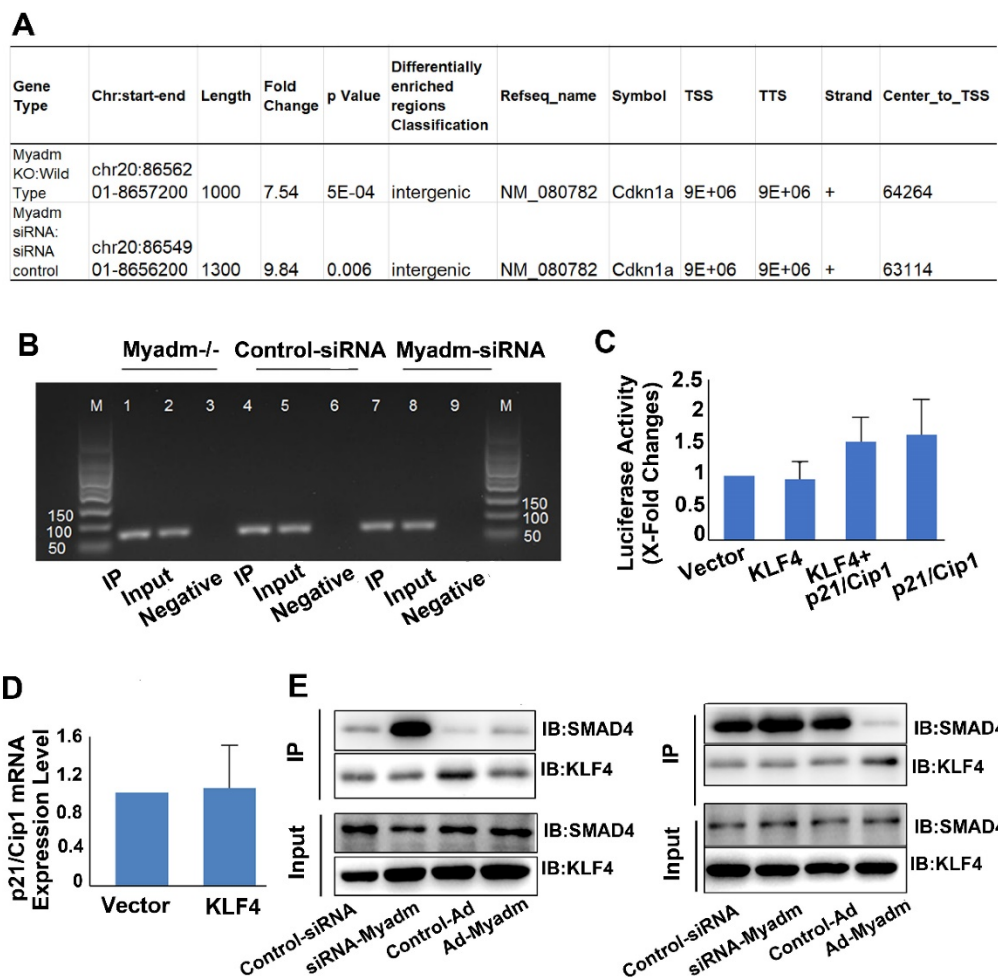 A
Gene Type Chr:start-end Length Fold Change p Value Differentially enriched regions Classification Refseq_name Symbol TSS TTS Strand Center_to_TSS
Myadm KO:Wild Type chr20:8656201-8657200 1000 7.54 5E-04 intergenic NM_080782 Cdkn1a 9E+06 9E+06 + 64264
Myadm siRNA: siRNA control chr20:8654901-8656200 1300 9.84 0.006 intergenic NM_080782 Cdkn1a 9E+06 9E+06 + 63114
B
Myadm-/- Control-siRNA Myadm-siRNA
M 1 2 3 4 5 6 7 8 9 M
150 150
100 100
50 50
IP Input Negative IP Input Negative IP Input Negative
C
Luciferase Activity
(X-Fold Changes)
2.5
2
1.5
1
0.5
0
Vector KLF4 KLF4+ p21/Cip1 p21/Cip1
D
p21/Cip1 mRNA
Expression Level
1.6
1.2
0.8
0.4
0
Vector KLF4
E
IP
IB:SMAD4
IB:KLF4
Input
IB:SMAD4
IB:KLF4
Control-siRNA siRNA-Myadm Control-Ad Ad-Myadm
IP
IB:SMAD4
IB:KLF4
Input
IB:SMAD4
IB:KLF4
Control-siRNA siRNA-Myadm Control-Ad Ad-Myadm